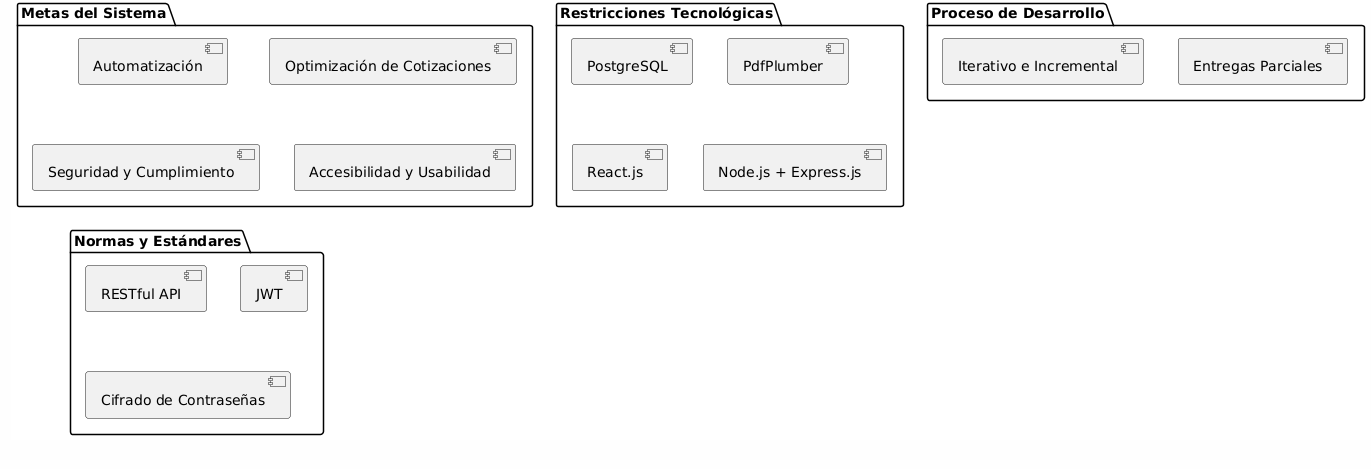 Metas del Sistema
Automatización
Optimización de Cotizaciones
Seguridad y Cumplimiento
Accesibilidad y Usabilidad
Restricciones Tecnológicas
PostgreSQL
PdfPlumber
React.js
Node.js + Express.js
Proceso de Desarrollo
Iterativo e Incremental
Entregas Parciales
Normas y Estándares
RESTful API
JWT
Cifrado de Contraseñas